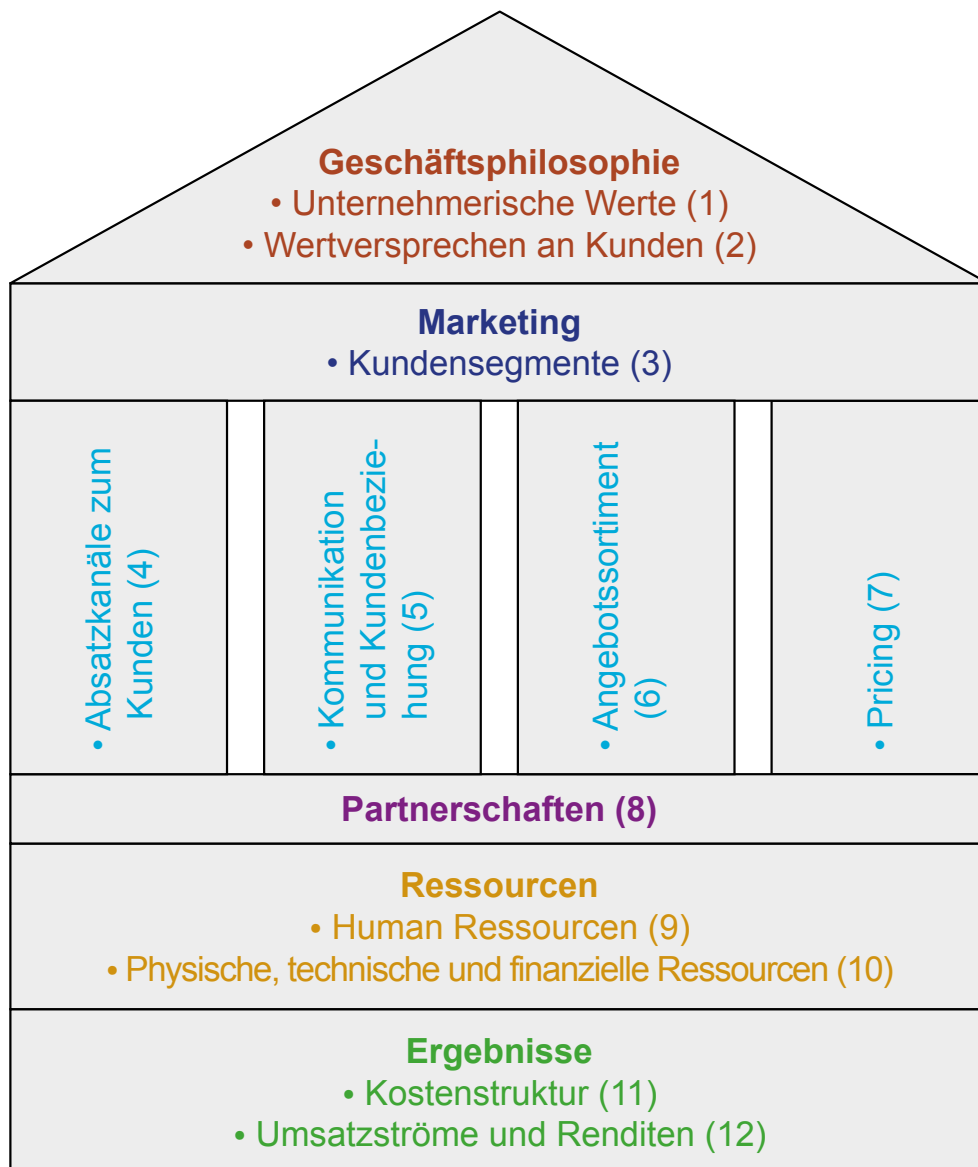 Geschäftsphilosophie
• Unternehmerische Werte (1)
• Wertversprechen an Kunden (2)
Marketing
• Kundensegmente (3)
• Absatzkanäle zum
Kunden (4)
• Kommunikation
und Kundenbezie-
hung (5)
• Angebotssortiment
(6)
• Pricing (7)
Partnerschaften (8)
Ressourcen
• Human Ressourcen (9)
• Physische, technische und finanzielle Ressourcen (10)
Ergebnisse
• Kostenstruktur (11)
• Umsatzströme und Renditen (12)